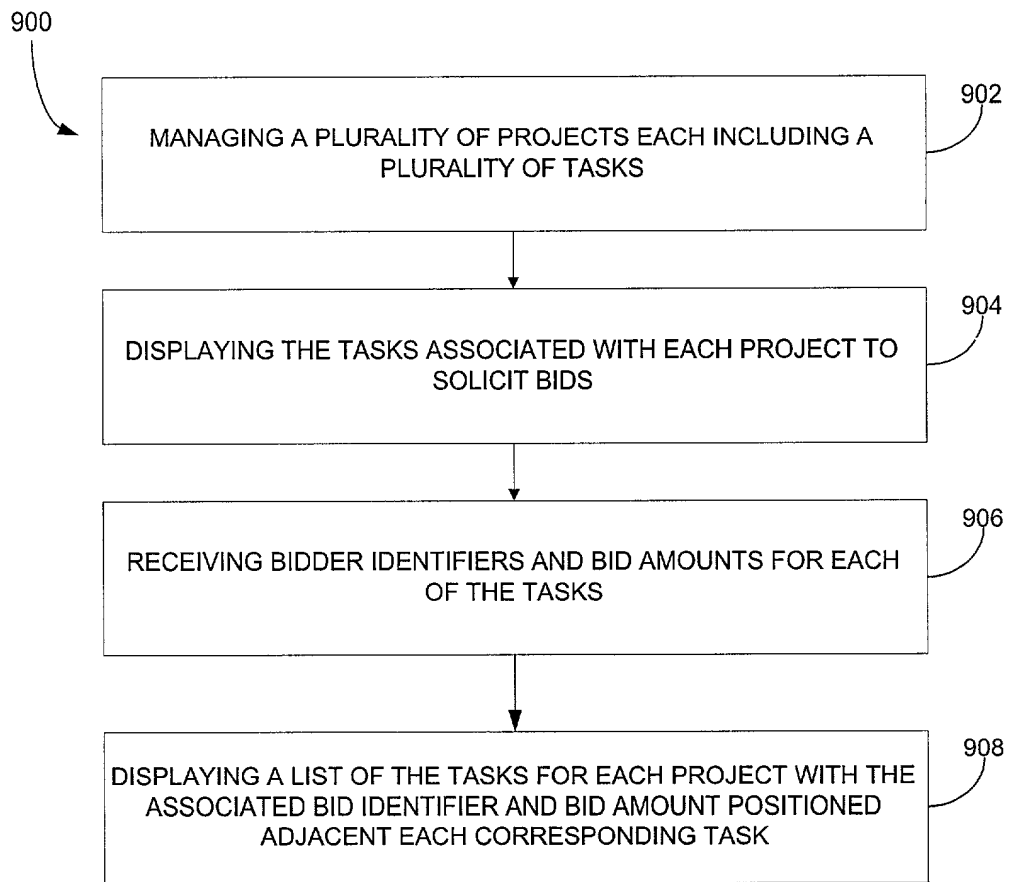 900
902
MANAGING A PLURALITY OF PROJECTS EACH INCLUDING A
PLURALITY OF TASKS
904
DISPLAYING THE TASKS ASSOCIATED WITH EACH PROJECT TO
SOLICIT BIDS
906
RECEIVING BIDDER IDENTIFIERS AND BID AMOUNTS FOR EACH
OF THE TASKS
908
DISPLAYING A LIST OF THE TASKS FOR EACH PROJECT WITH THE
ASSOCIATED BID IDENTIFIER AND BID AMOUNT POSITIONED
ADJACENT EACH CORRESPONDING TASK